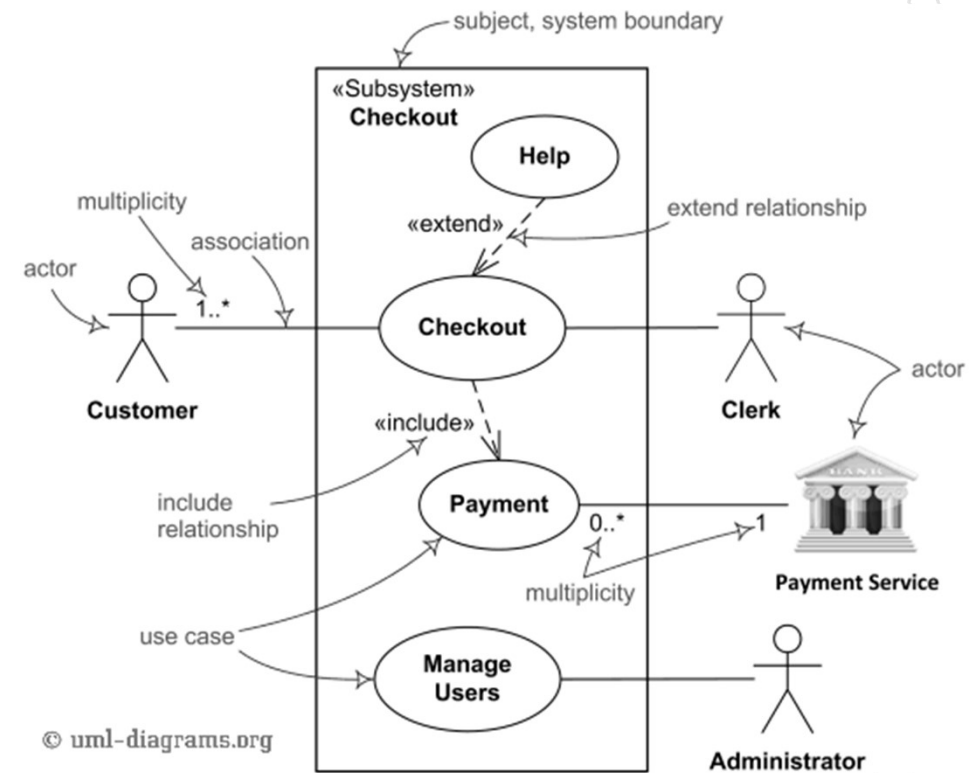 subject, system boundary
«Subsystem»
Checkout
Help
multiplicity
«extend»
extend relationship
association
actor
1..*
Checkout
actor
Customer
Clerk
«include»
BANK
include
relationship
Payment
0..*
1
multiplicity
Payment Service
use case
Manage
Users
© uml-diagrams.org
Administrator